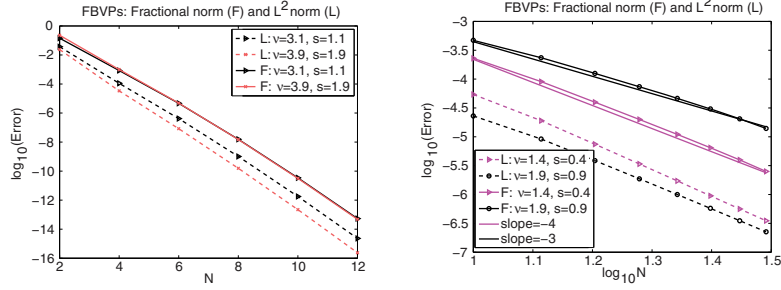 FBVPs: Fractional norm (F) and L² norm (L)
0
-2
-4
-6
-8
-10
-12
-14
-16
log₁₀(Error)
L: ν=3.1, s=1.1
L: ν=3.9, s=1.9
F: ν=3.1, s=1.1
F: ν=3.9, s=1.9
2
4
6
8
10
12
N
FBVPs: Fractional norm (F) and L² norm (L)
-3
-3.5
-4
-4.5
-5
-5.5
-6
-6.5
-7
log₁₀(Error)
L: ν=1.4, s=0.4
L: ν=1.9, s=0.9
F: ν=1.4, s=0.4
F: ν=1.9, s=0.9
slope=-4
slope=-3
1
1.1
1.2
1.3
1.4
1.5
log₁₀N